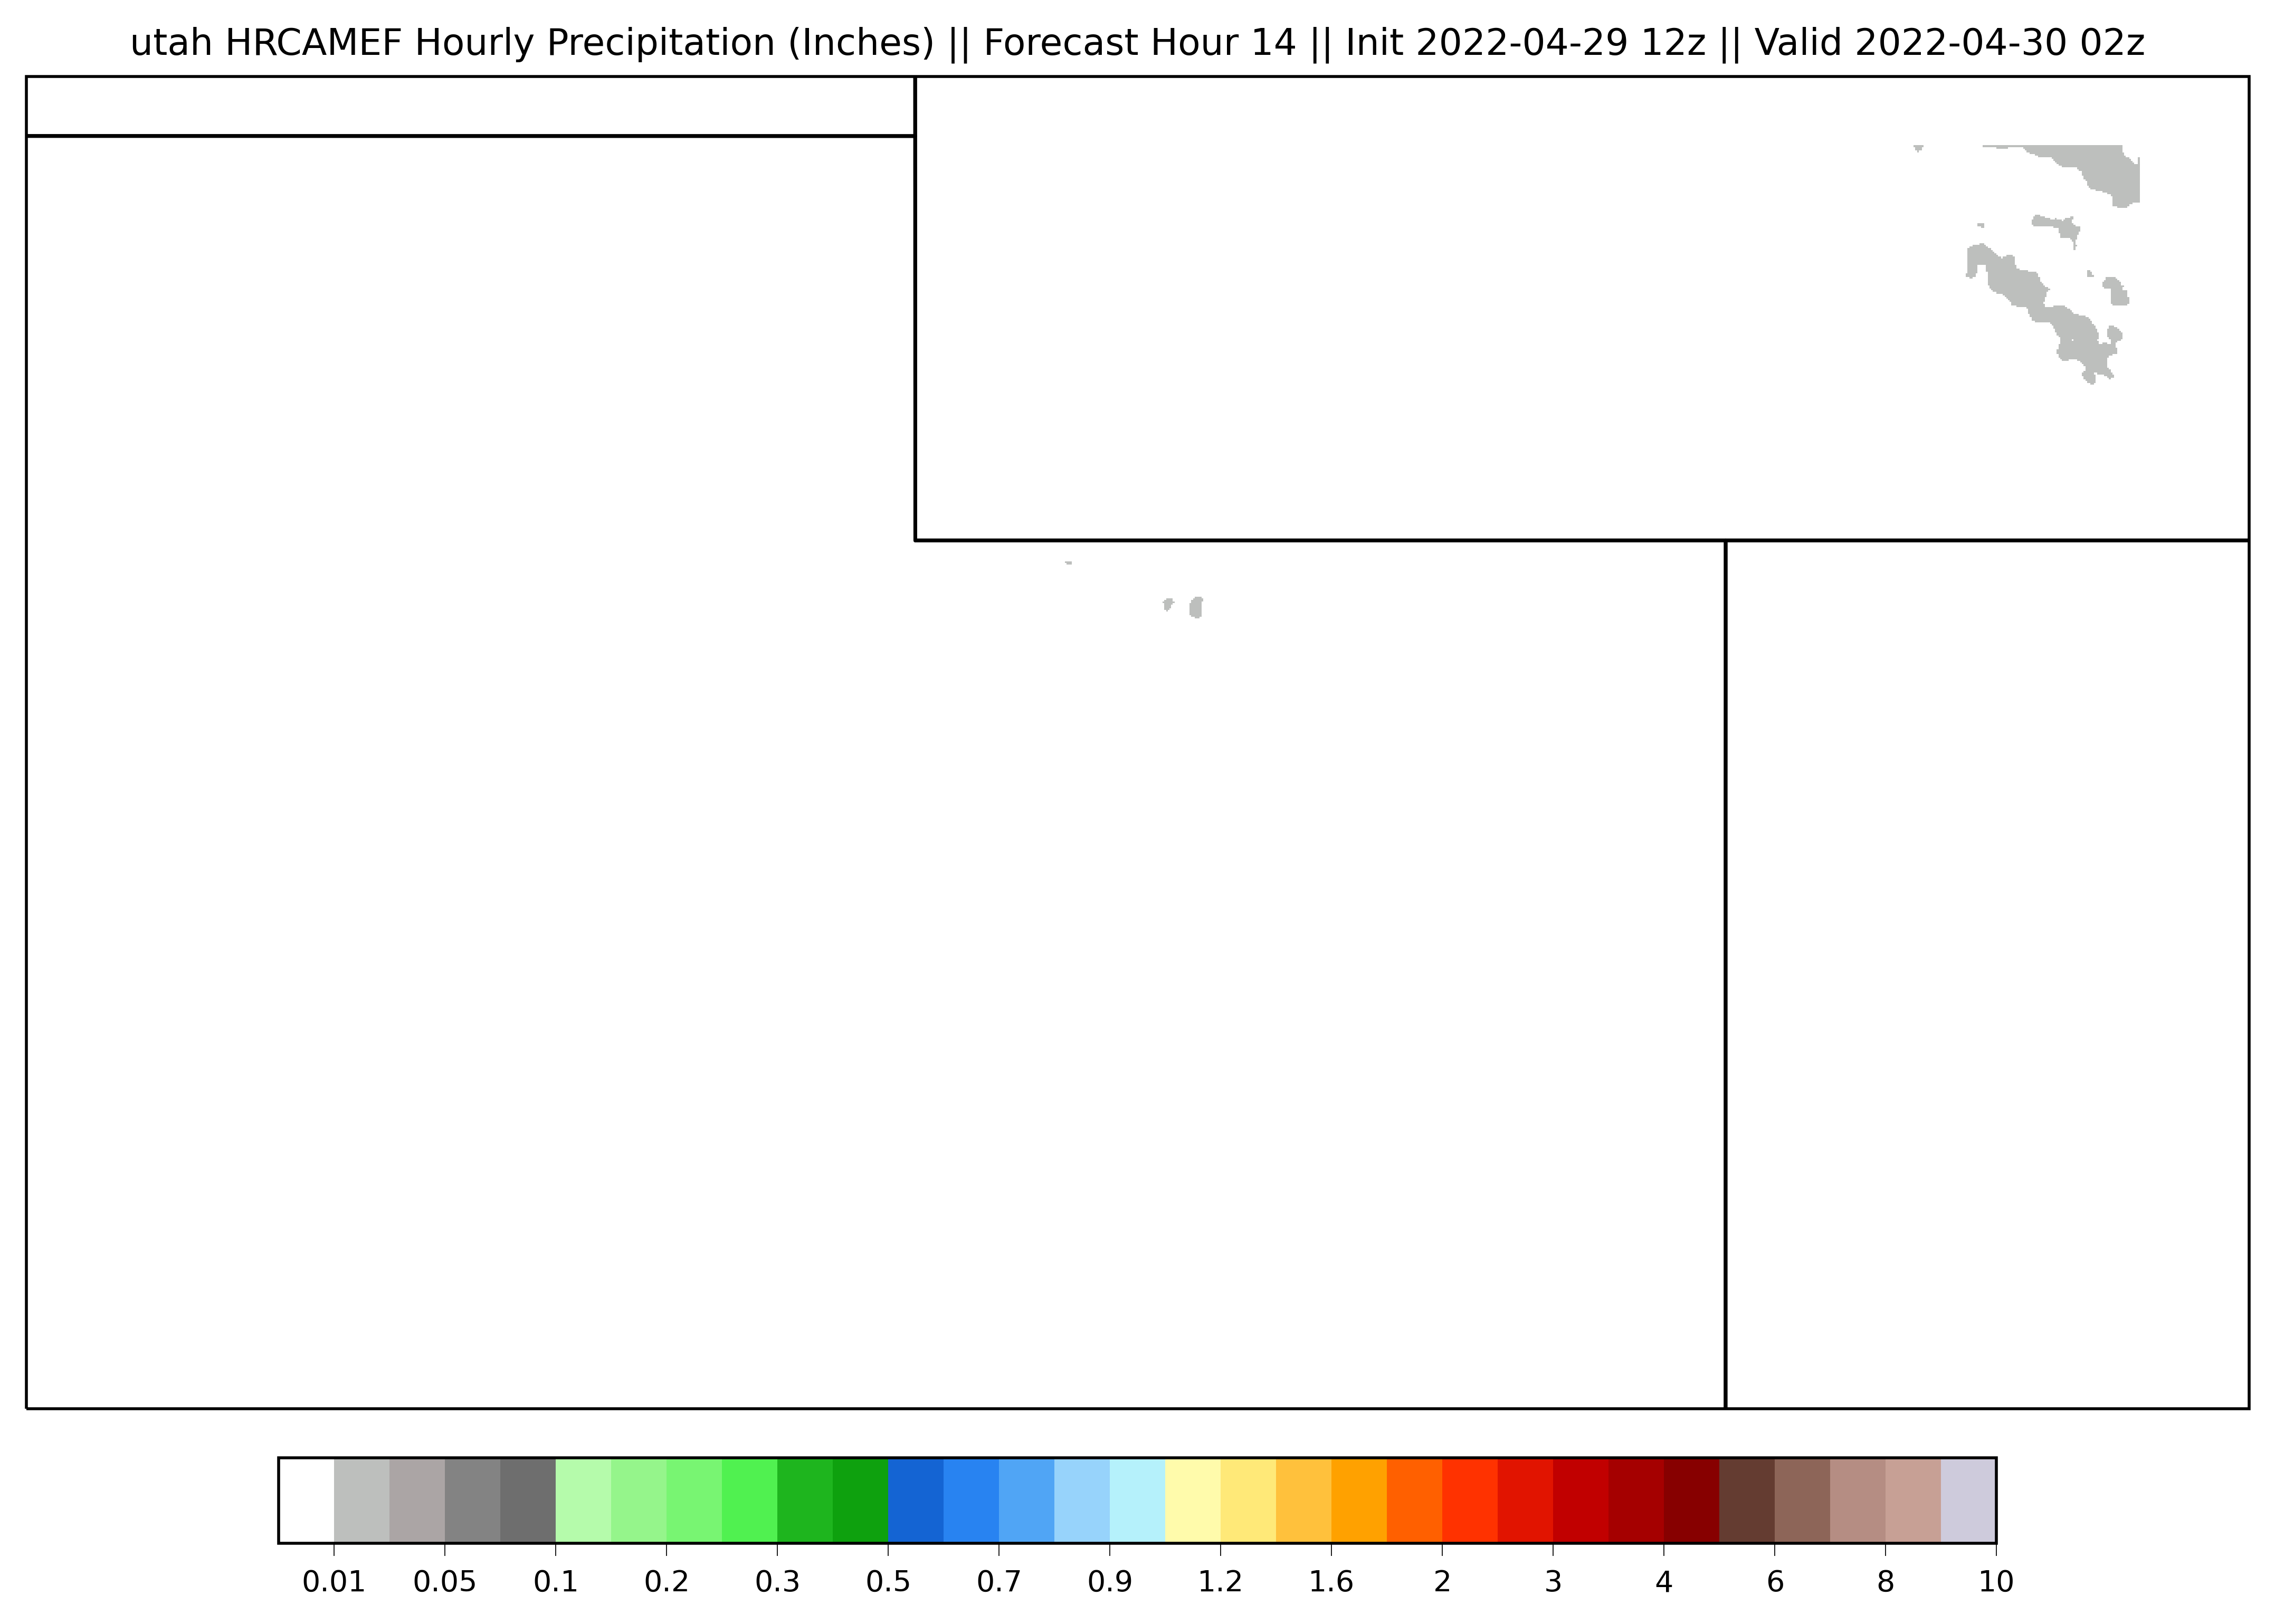 utah HRCAMEF Hourly Precipitation (Inches) || Forecast Hour 14 || Init 2022-04-29 12z || Valid 2022-04-30 02z
0.01 0.05 0.1 0.2 0.3 0.5 0.7 0.9 1.2 1.6 2 3 4 6 8 10